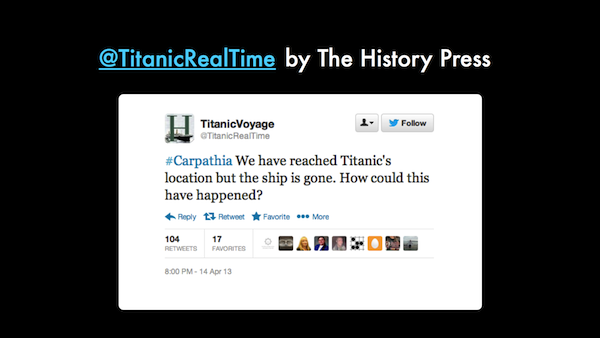 @TitanicRealTime by The History Press
TitanicVoyage
@TitanicRealTime
Follow
#Carpathia We have reached Titanic's
location but the ship is gone. How could this
have happened?
Reply Retweet Favorite More
104 17
RETWEETS FAVORITES
8:00 PM - 14 Apr 13